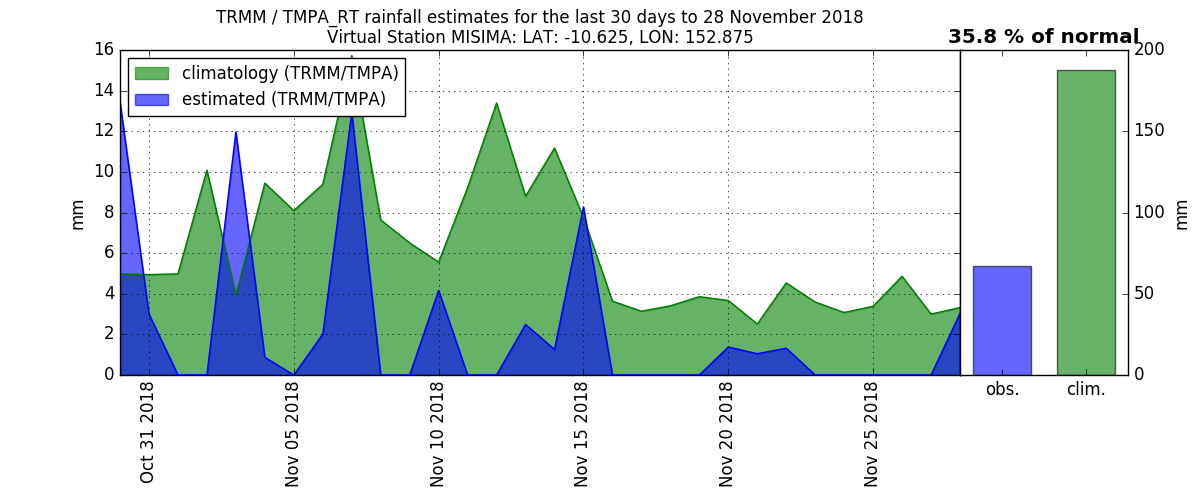 TRMM / TMPA_RT rainfall estimates for the last 30 days to 28 November 2018
Virtual Station MISIMA: LAT: -10.625, LON: 152.875
35.8 % of normal
climatology (TRMM/TMPA)
estimated (TRMM/TMPA)
16
14
12
10
8
6
4
2
0
mm
Oct 31 2018
Nov 05 2018
Nov 10 2018
Nov 15 2018
Nov 20 2018
Nov 25 2018
obs.
clim.
200
150
100
50
0
mm